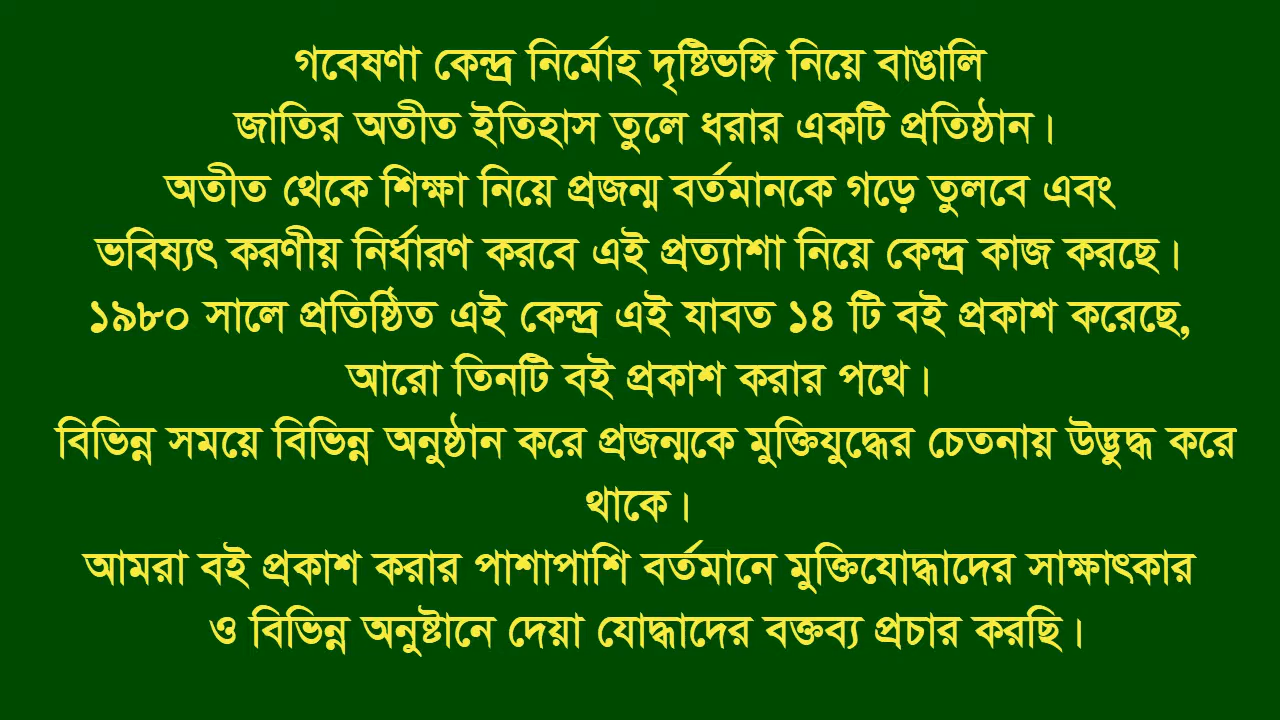 গবেষণা কেন্দ্র নির্মোহ দৃষ্টিভঙ্গি নিয়ে বাঙালি
জাতির অতীত ইতিহাস তুলে ধরার একটি প্রতিষ্ঠান।
অতীত থেকে শিক্ষা নিয়ে প্রজন্ম বর্তমানকে গড়ে তুলবে এবং
ভবিষ্যৎ করণীয় নির্ধারণ করবে এই প্রত্যাশা নিয়ে কেন্দ্র কাজ করছে।
১৯৮০ সালে প্রতিষ্ঠিত এই কেন্দ্র এই যাবত ১৪ টি বই প্রকাশ করেছে,
আরো তিনটি বই প্রকাশ করার পথে।
বিভিন্ন সময়ে বিভিন্ন অনুষ্ঠান করে প্রজন্মকে মুক্তিযুদ্ধের চেতনায় উদ্ভুদ্ধ করে
থাকে।
আমরা বই প্রকাশ করার পাশাপাশি বর্তমানে মুক্তিযোদ্ধাদের সাক্ষাৎকার
ও বিভিন্ন অনুষ্টানে দেয়া যোদ্ধাদের বক্তব্য প্রচার করছি।